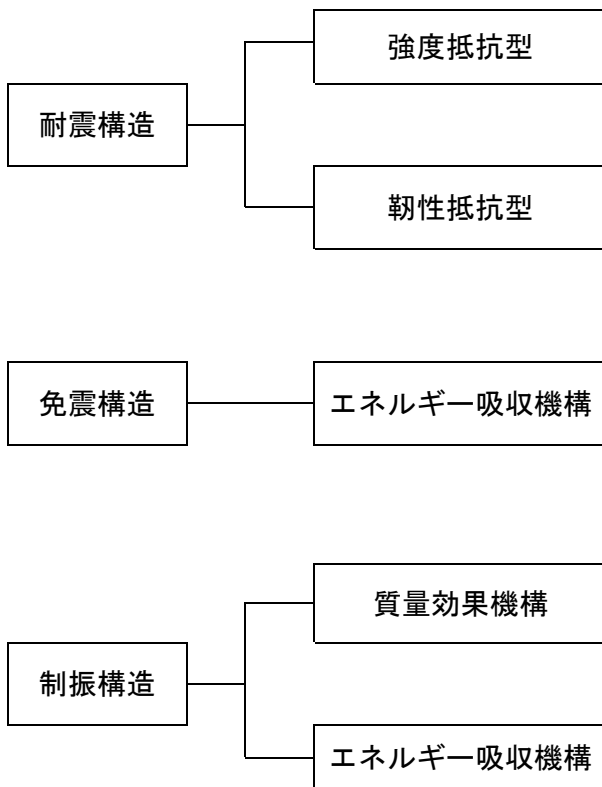 強度抵抗型
耐震構造
靭性抵抗型
免震構造
エネルギー吸収機構
質量効果機構
制振構造
エネルギー吸収機構